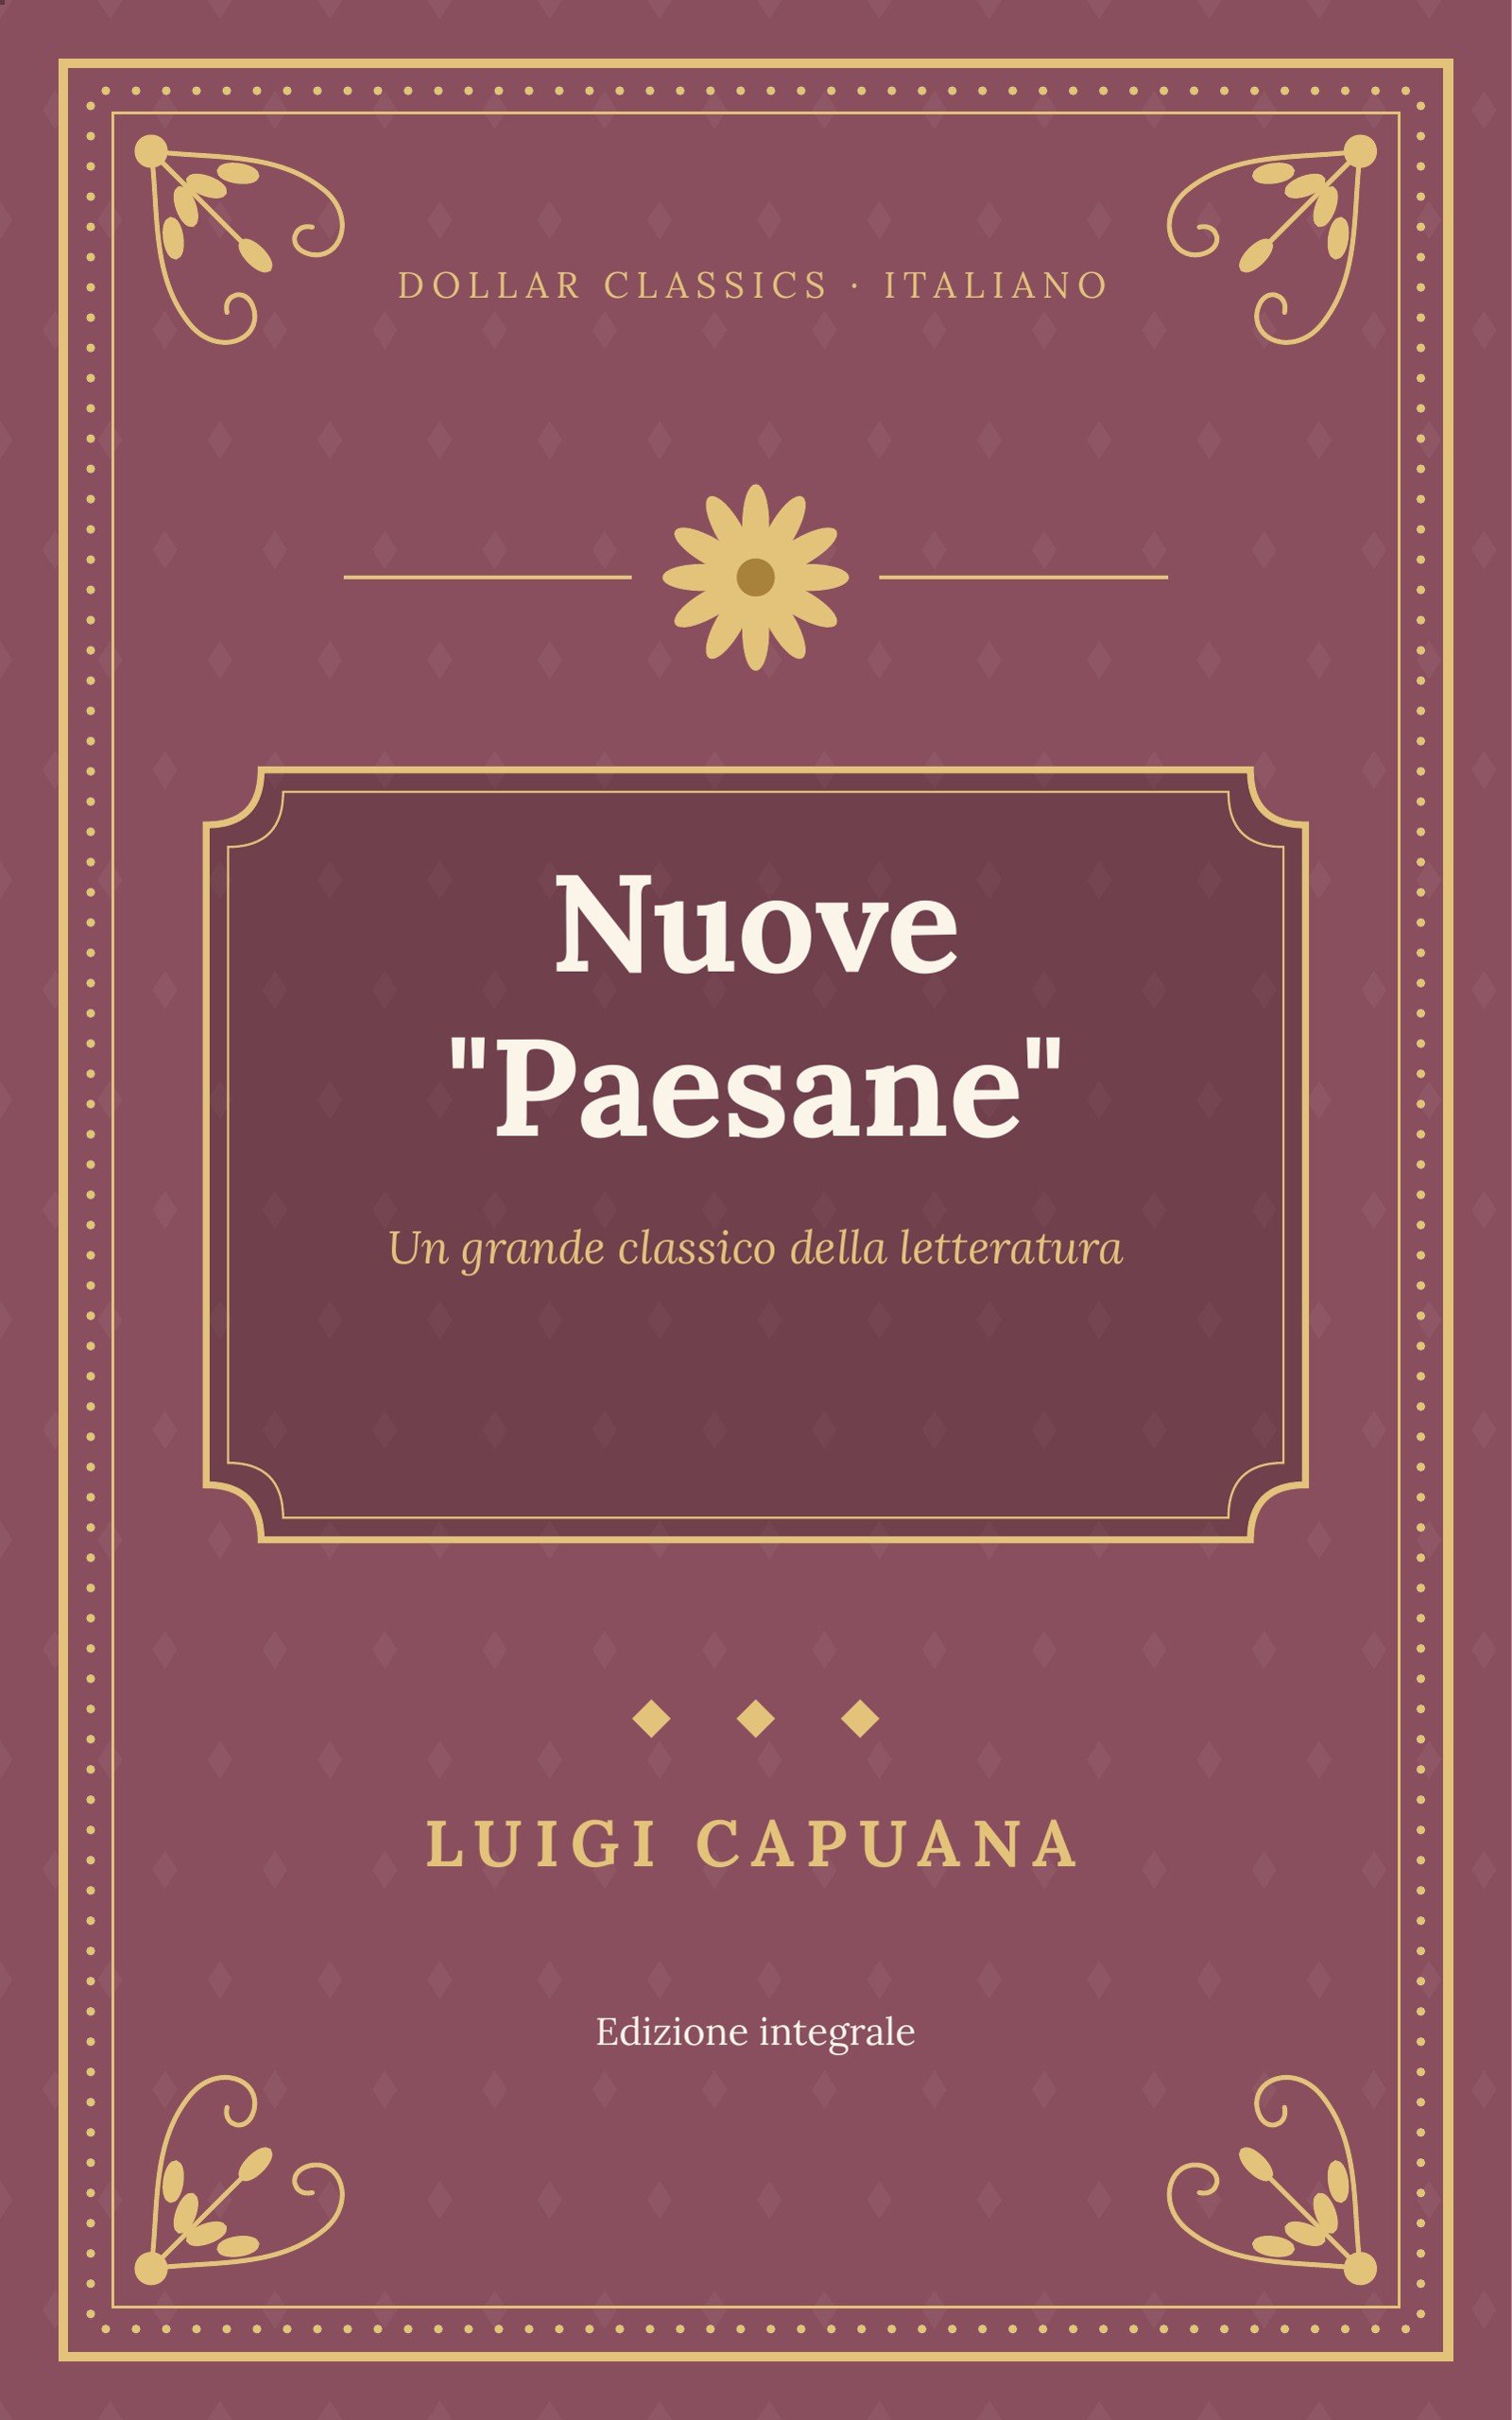 DOLLAR CLASSICS · ITALIANO
Nuove
"Paesane"
Un grande classico della letteratura
LUIGI CAPUANA
Edizione integrale